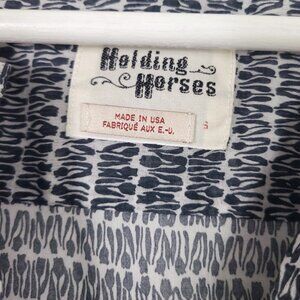 Holding
Horses
MADE IN USA
FABRIQUÉ AUX E.-U.
S